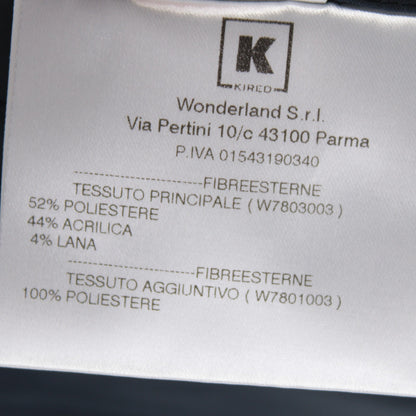 K
KIRED
Wonderland S.r.l.
Via Pertini 10/c 43100 Parma
P.IVA 01543190340
------------------------FIBREESTERNE
TESSUTO PRINCIPALE ( W7803003 )
52% POLIESTERE
44% ACRILICA
4% LANA
------------------------FIBREESTERNE
TESSUTO AGGIUNTIVO ( W7801003 )
100% POLIESTERE